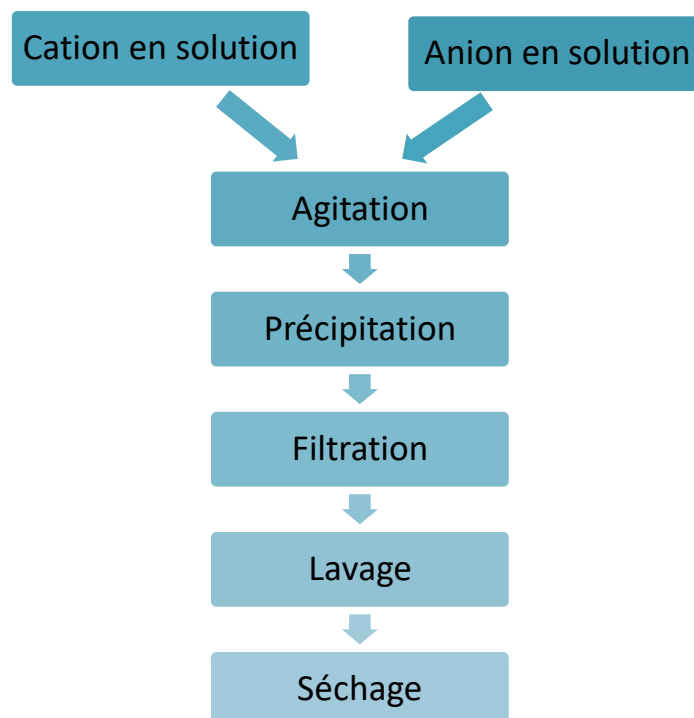 Cation en solution
Anion en solution
Agitation
Précipitation
Filtration
Lavage
Séchage